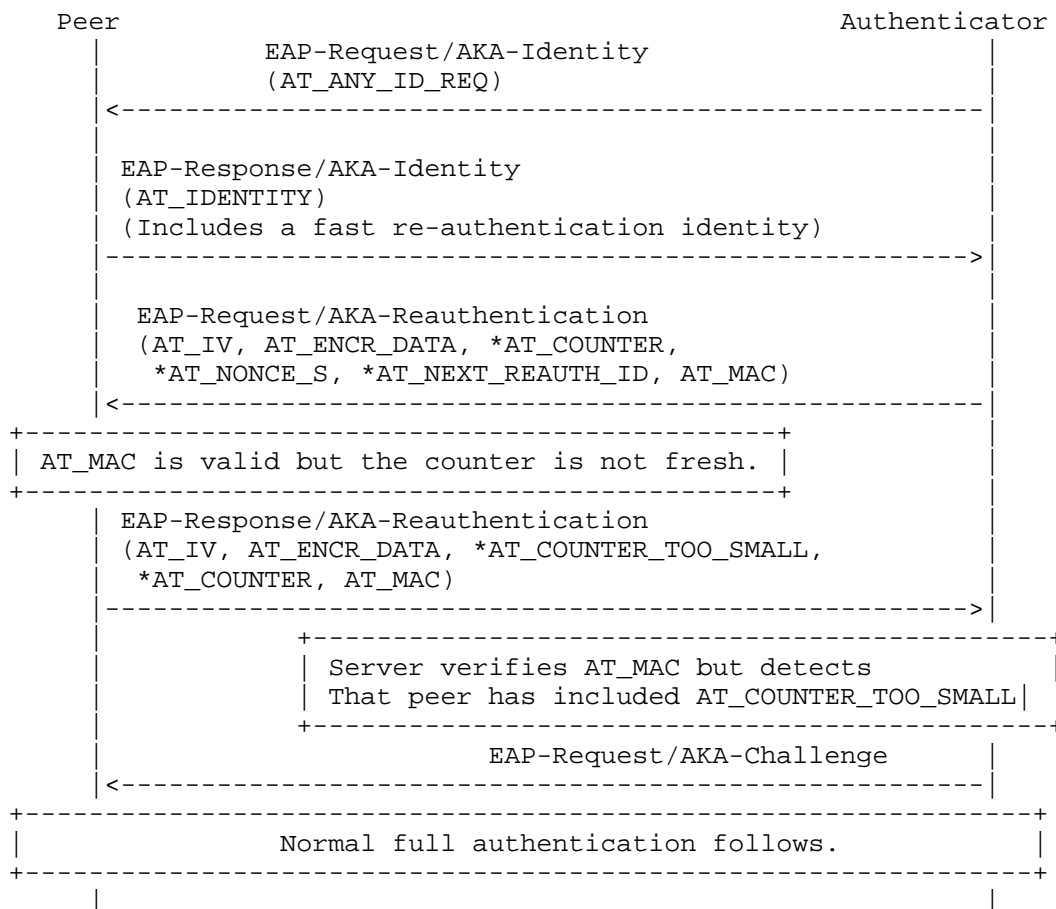 Peer Authenticator
EAP-Request/AKA-Identity
(AT_ANY_ID_REQ)
EAP-Response/AKA-Identity
(AT_IDENTITY)
(Includes a fast re-authentication identity)
EAP-Request/AKA-Reauthentication
(AT_IV, AT_ENCR_DATA, *AT_COUNTER,
*AT_NONCE_S, *AT_NEXT_REAUTH_ID, AT_MAC)
AT_MAC is valid but the counter is not fresh.
EAP-Response/AKA-Reauthentication
(AT_IV, AT_ENCR_DATA, *AT_COUNTER_TOO_SMALL,
*AT_COUNTER, AT_MAC)
Server verifies AT_MAC but detects
That peer has included AT_COUNTER_TOO_SMALL
EAP-Request/AKA-Challenge
Normal full authentication follows.